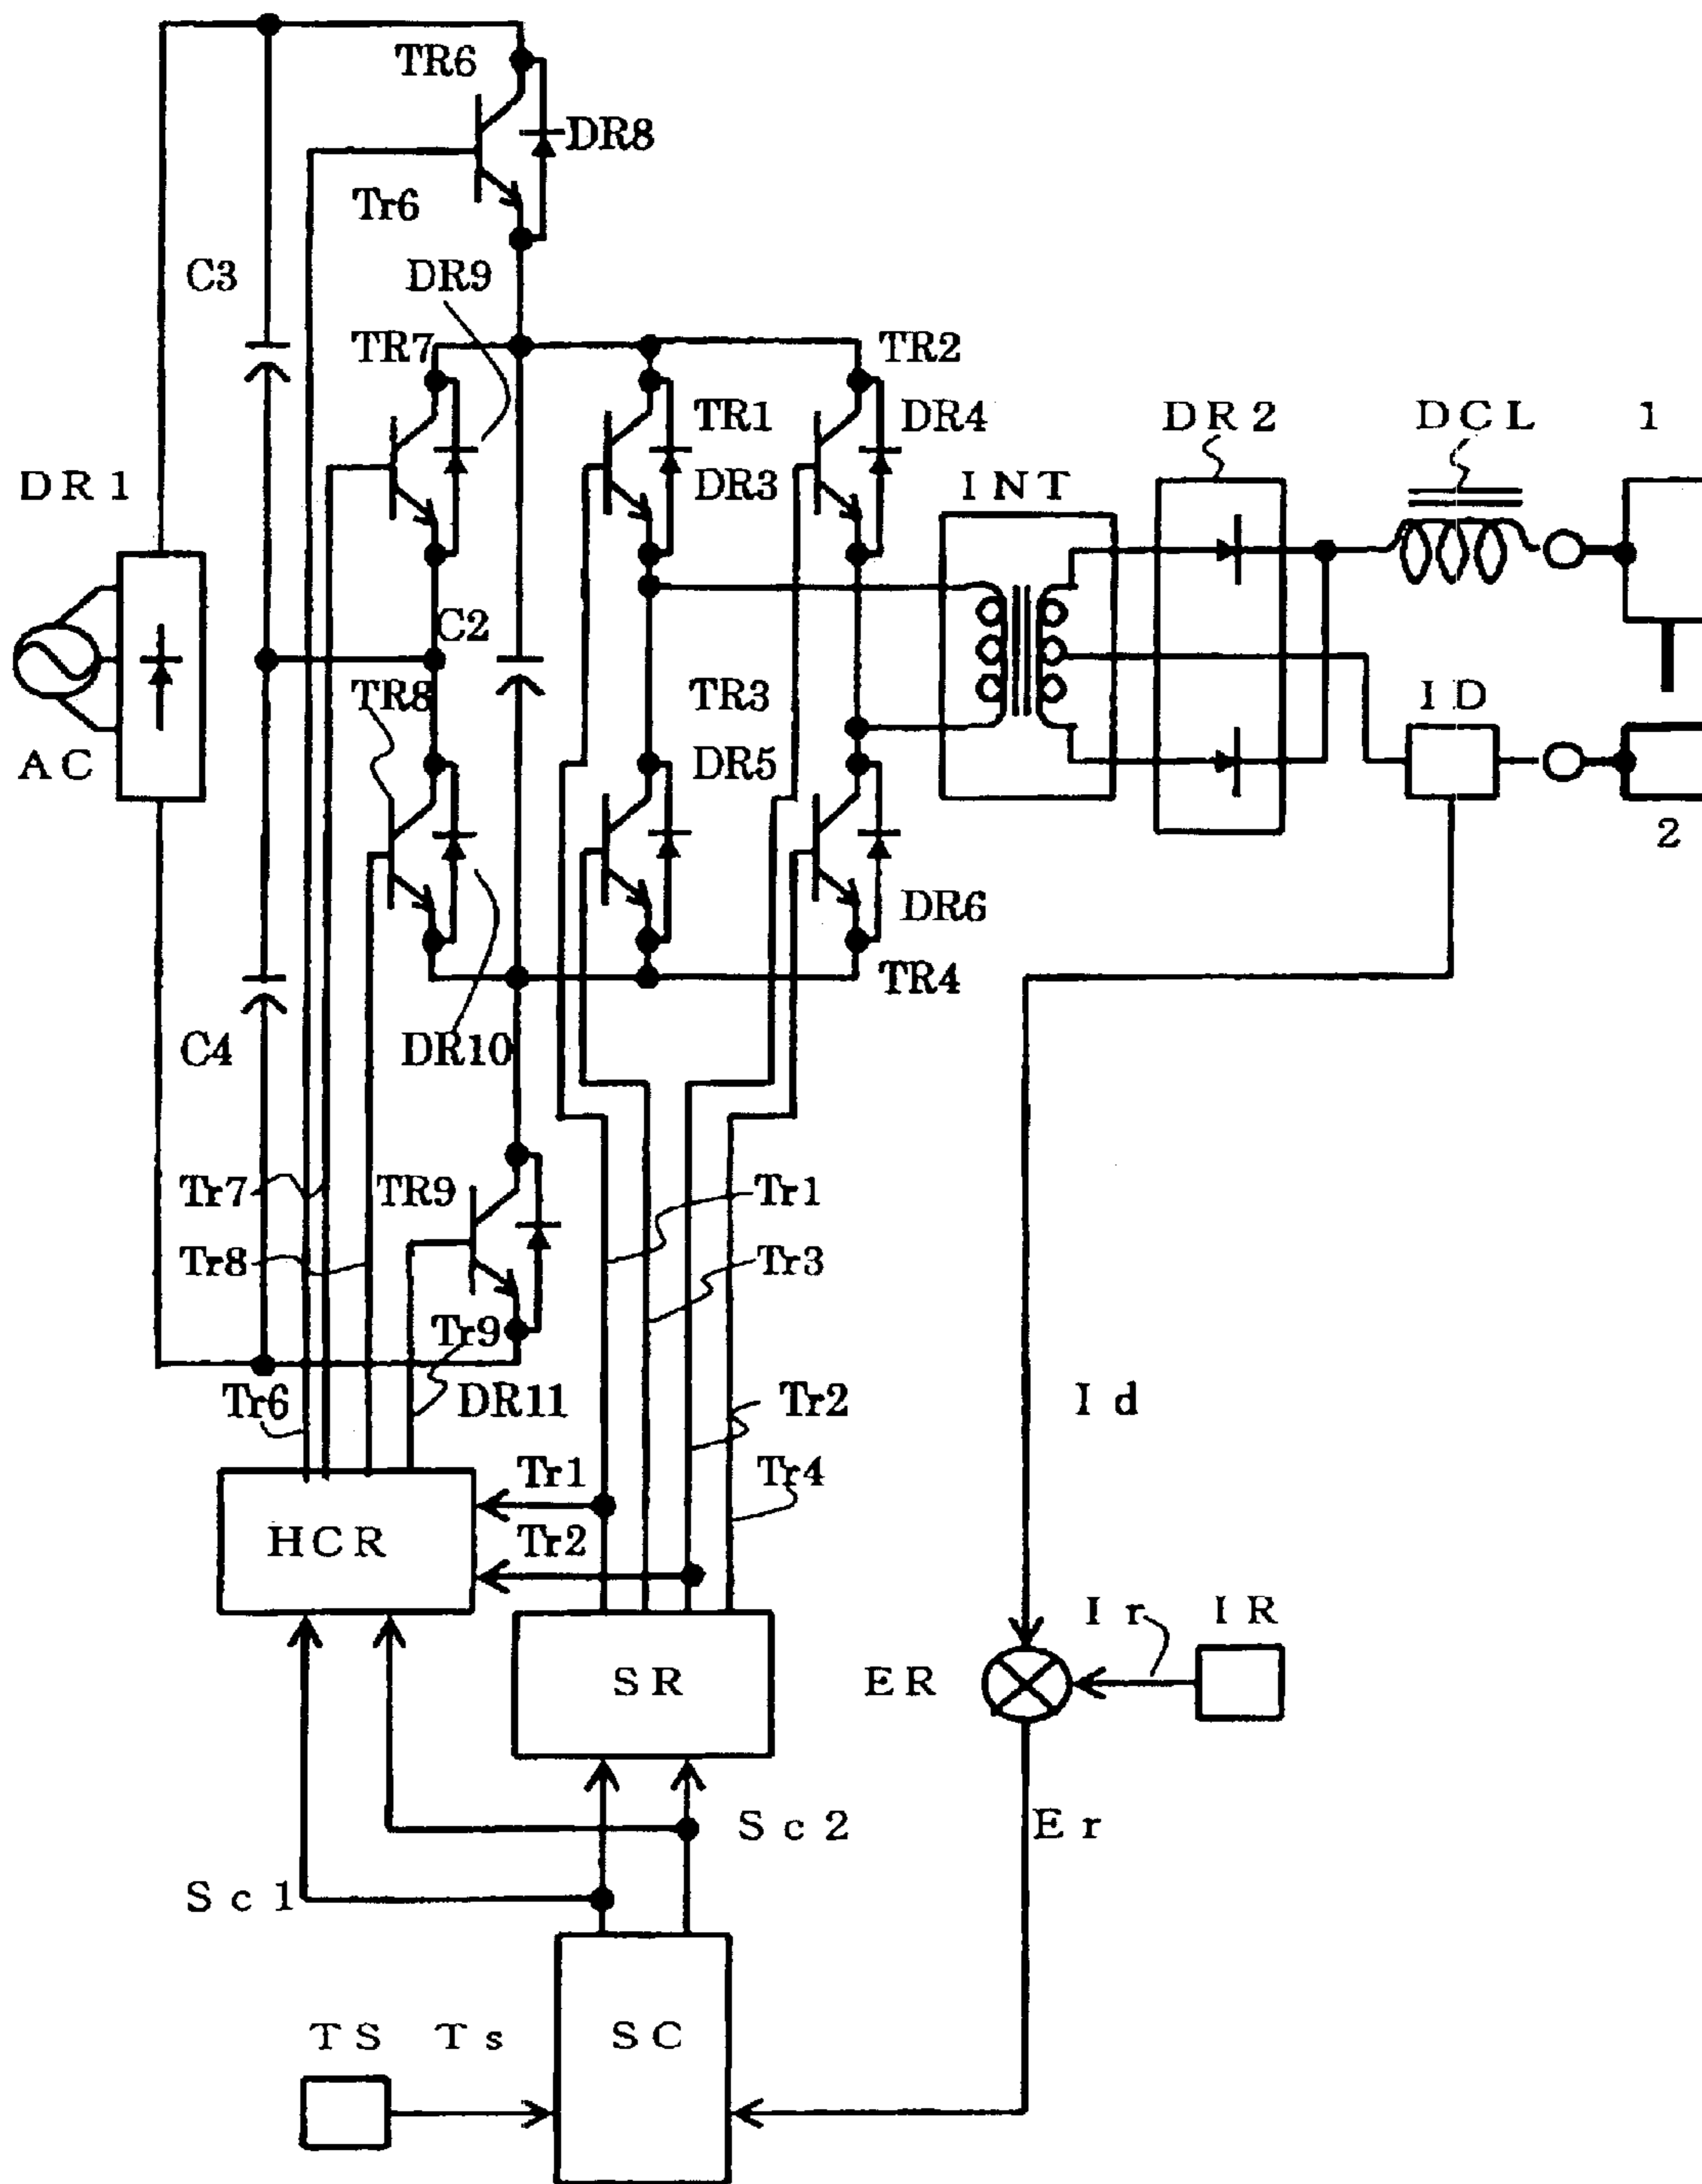 TR6
DR8
Tr6
C3
DR9
TR7
TR2
TR1
DR4
DR2
DCL
1
DR1
DR3
INT
C2
TR8
TR3
ID
AC
DR5
2
DR6
TR4
C4
DR10
Tr7
TR9
Tr1
Tr8
Tr3
Tr9
Tr6
DR11
Tr2
Id
Tr1
Tr4
HCR
Tr2
Ir
IR
SR
ER
Sc2
Er
Sc1
TS
Ts
SC